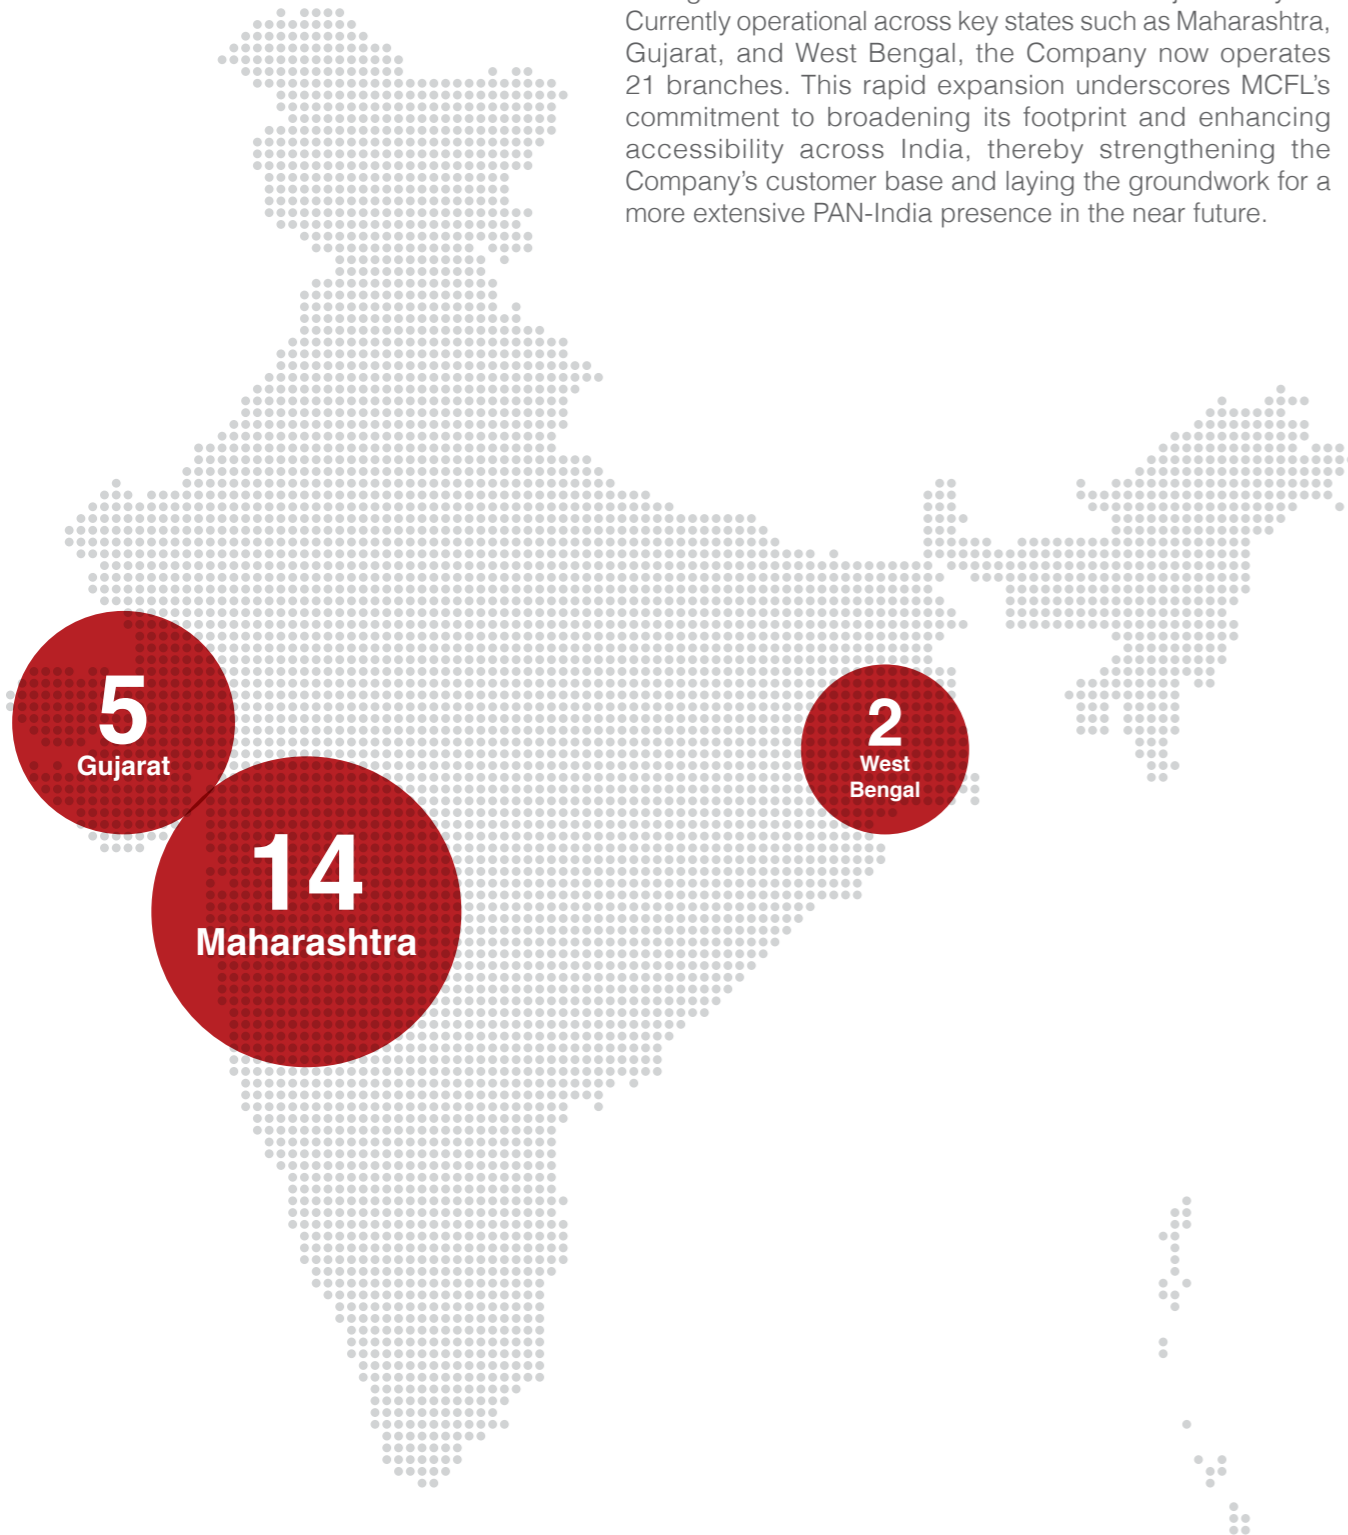 Currently operational across key states such as Maharashtra,
Gujarat, and West Bengal, the Company now operates
21 branches. This rapid expansion underscores MCFL’s
commitment to broadening its footprint and enhancing
accessibility across India, thereby strengthening the
Company’s customer base and laying the groundwork for a
more extensive PAN-India presence in the near future.
5
Gujarat
2
West
Bengal
14
Maharashtra